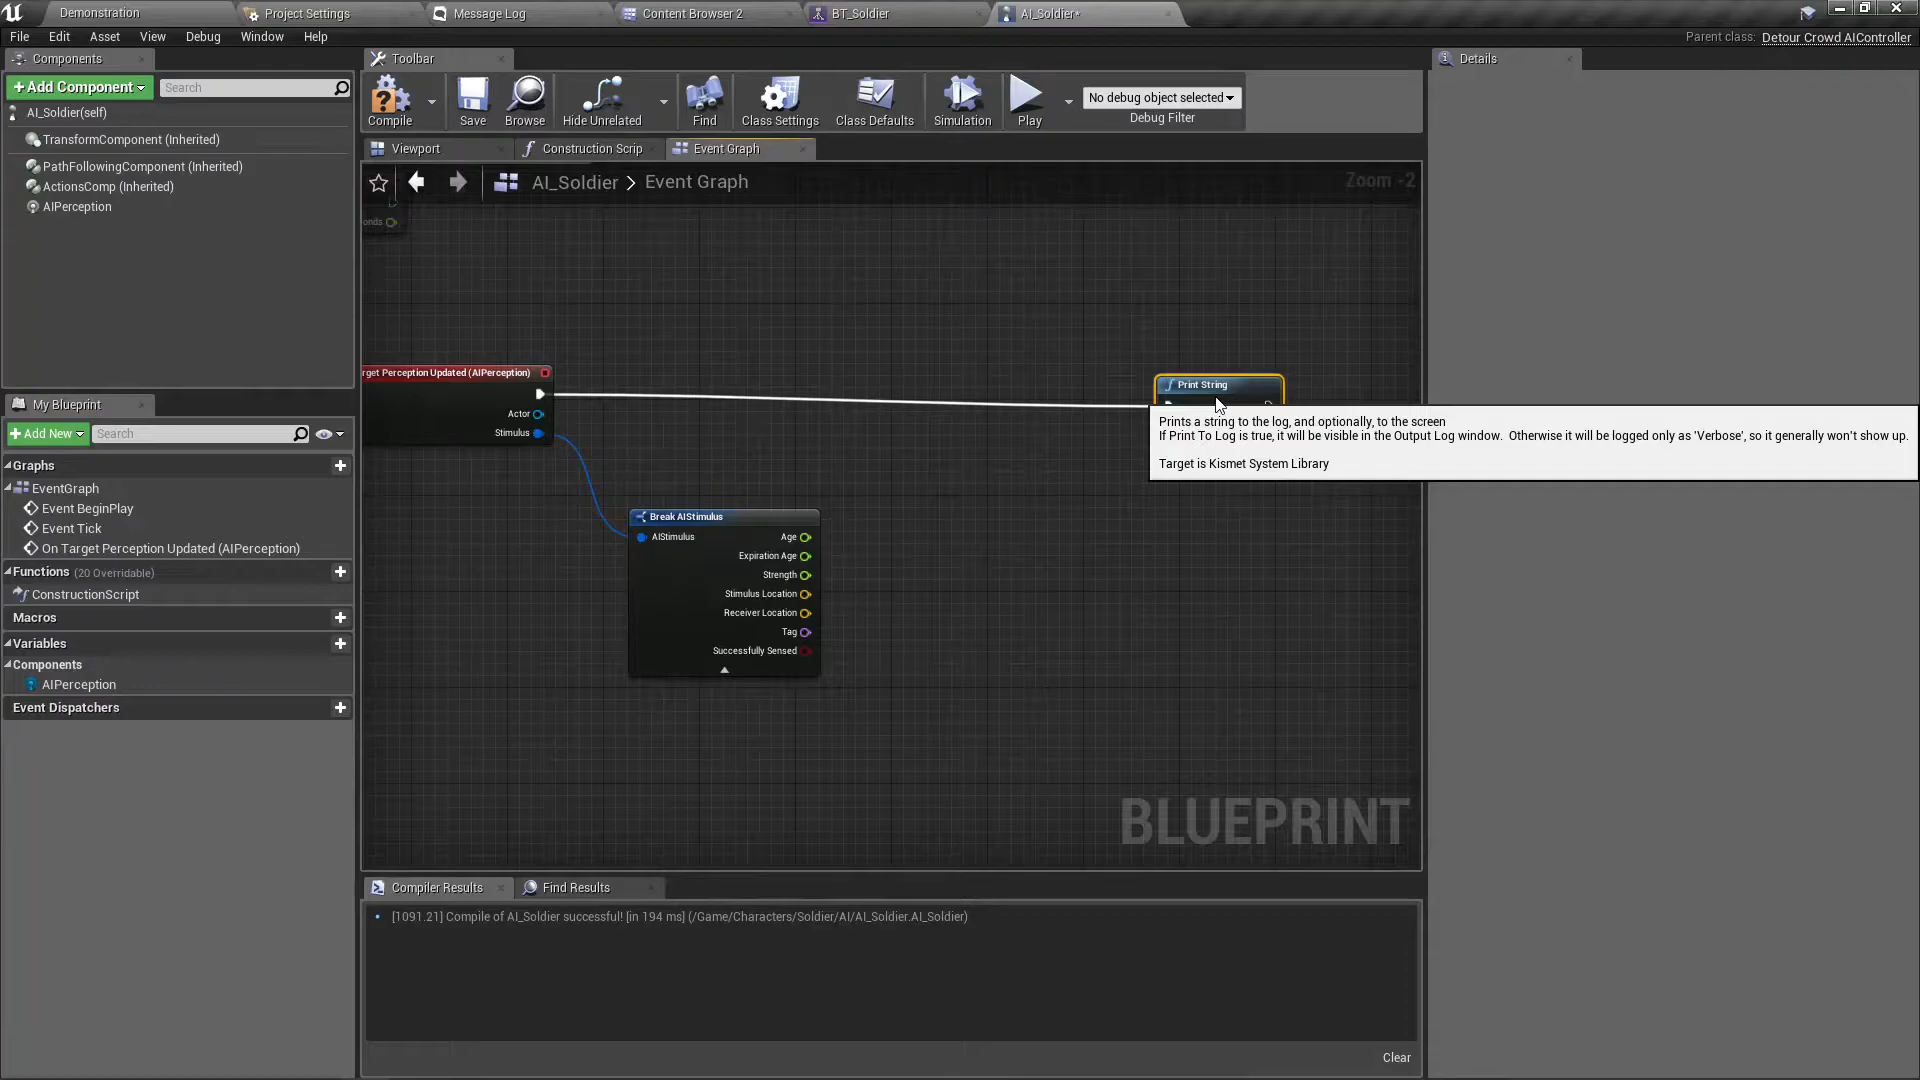 Demonstration
Project Settings
Message Log
Content Browser 2
BT_Soldier
AI_Soldier*
File Edit Asset View Debug Window Help
Parent class: Detour Crowd AIController
Components
+Add Component
Search
AI_Soldier(self)
TransformComponent (Inherited)
PathFollowingComponent (Inherited)
ActionsComp (Inherited)
AIPerception
My Blueprint
+Add New
Search
Graphs
EventGraph
Event BeginPlay
Event Tick
On Target Perception Updated (AIPerception)
Functions (20 Overridable)
ConstructionScript
Macros
Variables
Components
AIPerception
Event Dispatchers
Toolbar
Compile
Save
Browse
Hide Unrelated
Find
Class Settings
Class Defaults
Simulation
Play
No debug object selected
Debug Filter
Viewport
Construction Scrip
Event Graph
AI_Soldier > Event Graph
Zoom -2
onds
rget Perception Updated (AIPerception)
Actor
Stimulus
Break AIStimulus
AIStimulus
Age
Expiration Age
Strength
Stimulus Location
Receiver Location
Tag
Successfully Sensed
Print String
Prints a string to the log, and optionally, to the screen
If Print To Log is true, it will be visible in the Output Log window. Otherwise it will be logged only as 'Verbose', so it generally won't show up.
Target is Kismet System Library
BLUEPRINT
Compiler Results
Find Results
[1091.21] Compile of AI_Soldier successful! [in 194 ms] (/Game/Characters/Soldier/AI/AI_Soldier.AI_Soldier)
Clear
Details